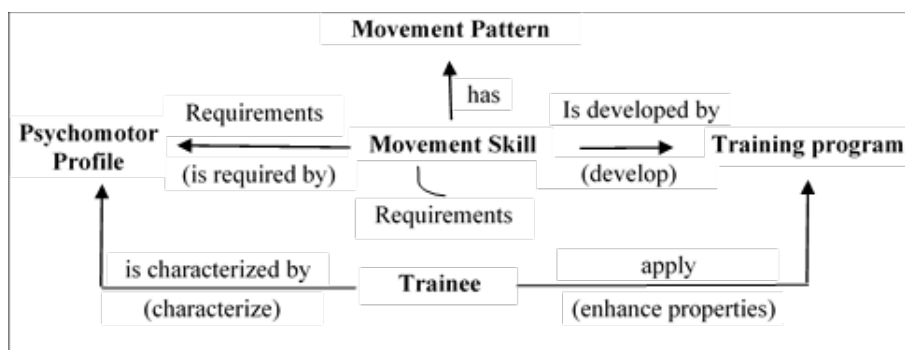 Movement Pattern
has
Requirements
Is developed by
Psychomotor
Profile
Movement Skill
Training program
(is required by)
(develop)
Requirements
is characterized by
Trainee
apply
(characterize)
(enhance properties)